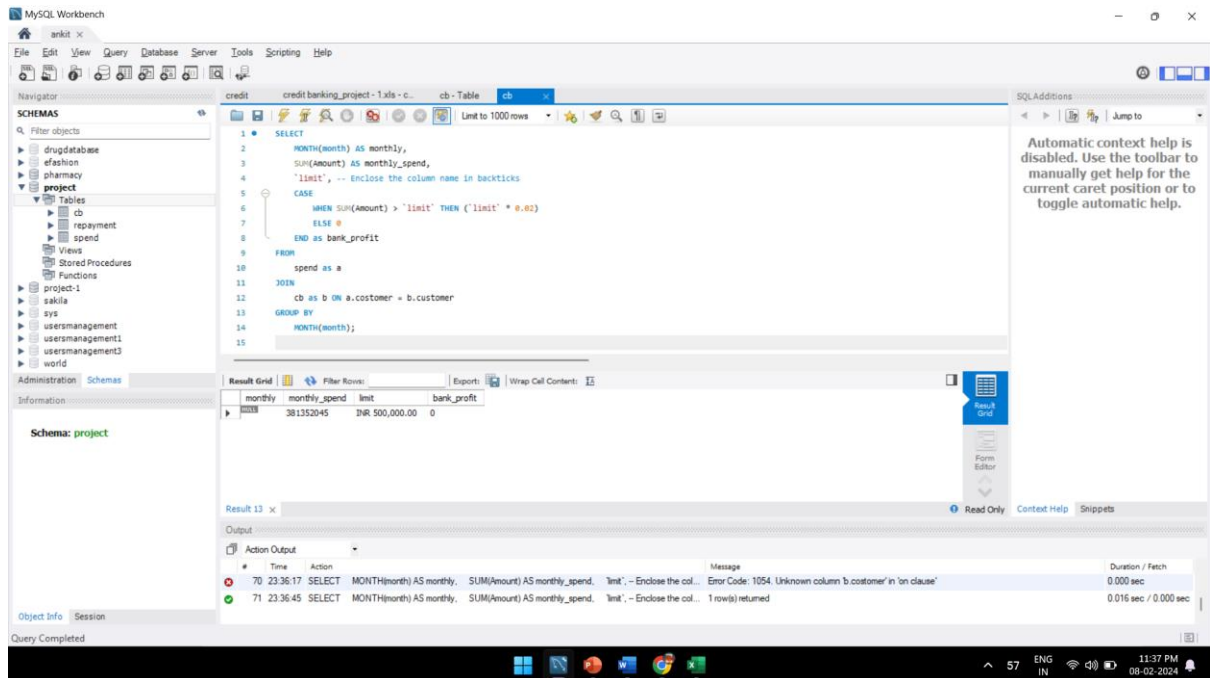 MySQL Workbench
ankit
File Edit View Query Database Server Tools Scripting Help
Navigator
SCHEMAS
Filter objects
drugdatabase
efashion
pharmacy
project
Tables
cb
repayment
spend
Views
Stored Procedures
Functions
project-1
sakila
sys
usersmanagement
usersmanagement1
usersmanagement3
world
Administration Schemas
Information
Schema: project
Object Info Session
Query Completed
credit credit banking_project - 1.xls - c... cb - Table cb
Limit to 1000 rows
1 SELECT
2 MONTH(month) AS monthly,
3 SUM(Amount) AS monthly_spend,
4 `limit`, -- Enclose the column name in backticks
5 CASE
6 WHEN SUM(Amount) > `limit` THEN (`limit` * 0.02)
7 ELSE 0
8 END as bank_profit
9 FROM
10 spend as a
11 JOIN
12 cb as b ON a.costomer = b.customer
13 GROUP BY
14 MONTH(month);
15
Result Grid Filter Rows: Export: Wrap Cell Content:
monthly monthly_spend limit bank_profit
NULL 381352045 INR 500,000.00 0
Result Grid
Form Editor
Result 13 Read Only
Output
Action Output
# Time Action Message Duration / Fetch
70 23:36:17 SELECT MONTH(month) AS monthly, SUM(Amount) AS monthly_spend, `limit`, -- Enclose the col... Error Code: 1054. Unknown column 'b.costomer' in 'on clause' 0.000 sec
71 23:36:45 SELECT MONTH(month) AS monthly, SUM(Amount) AS monthly_spend, `limit`, -- Enclose the col... 1 row(s) returned 0.016 sec / 0.000 sec
SQLAdditions
Jump to
Automatic context help is
disabled. Use the toolbar to
manually get help for the
current caret position or to
toggle automatic help.
Context Help Snippets
57 ENG IN 11:37 PM 08-02-2024